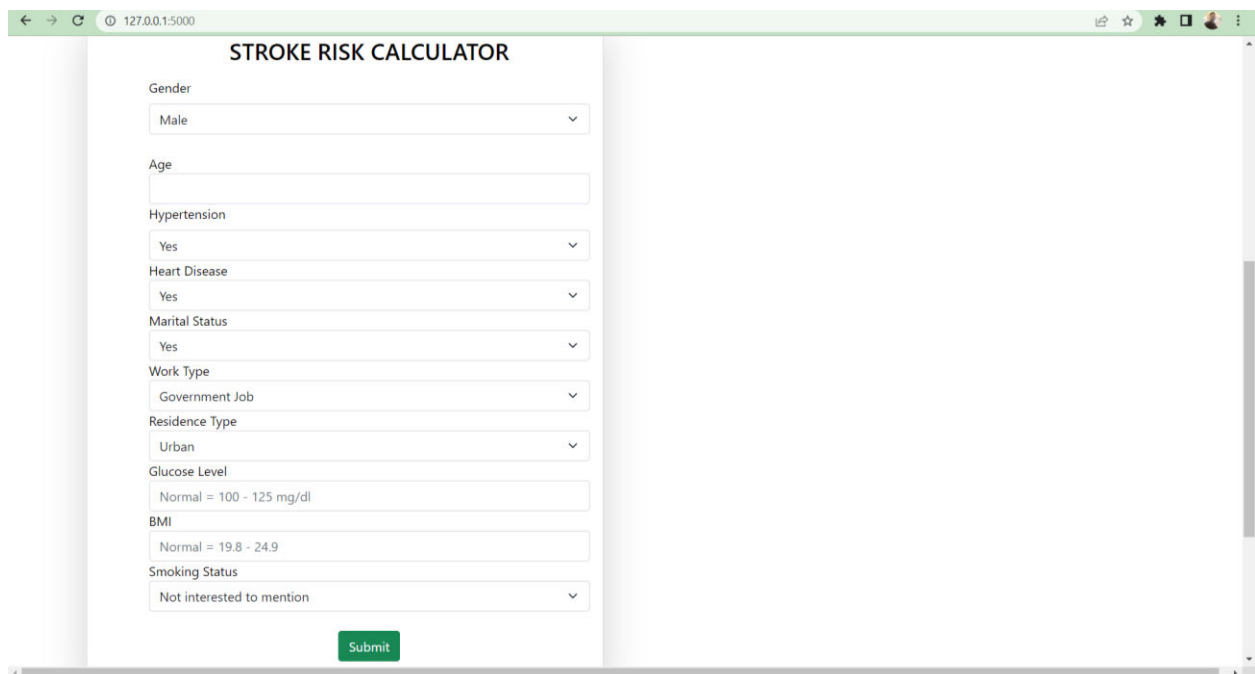 127.0.0.1:5000
STROKE RISK CALCULATOR
Gender
Male
Age
Hypertension
Yes
Heart Disease
Yes
Marital Status
Yes
Work Type
Government Job
Residence Type
Urban
Glucose Level
Normal = 100 - 125 mg/dl
BMI
Normal = 19.8 - 24.9
Smoking Status
Not interested to mention
Submit